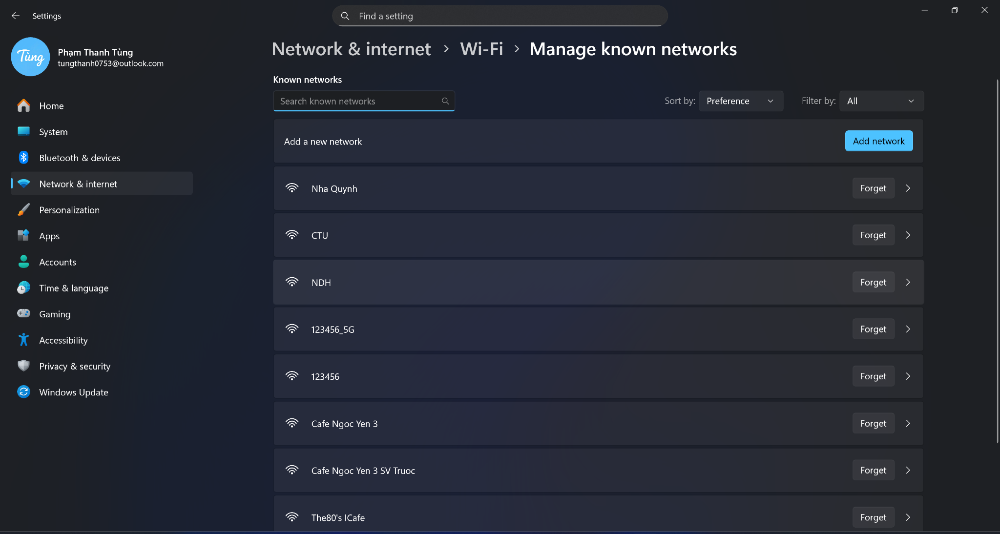 Settings
Find a setting
Tùng
Phạm Thanh Tùng
tungthanh0753@outlook.com
Home
System
Bluetooth & devices
Network & internet
Personalization
Apps
Accounts
Time & language
Gaming
Accessibility
Privacy & security
Windows Update
Network & internet > Wi-Fi > Manage known networks
Known networks
Search known networks
Sort by: Preference
Filter by: All
Add a new network
Add network
Nha Quynh
Forget
CTU
Forget
NDH
Forget
123456_5G
Forget
123456
Forget
Cafe Ngoc Yen 3
Forget
Cafe Ngoc Yen 3 SV Truoc
Forget
The80's ICafe
Forget